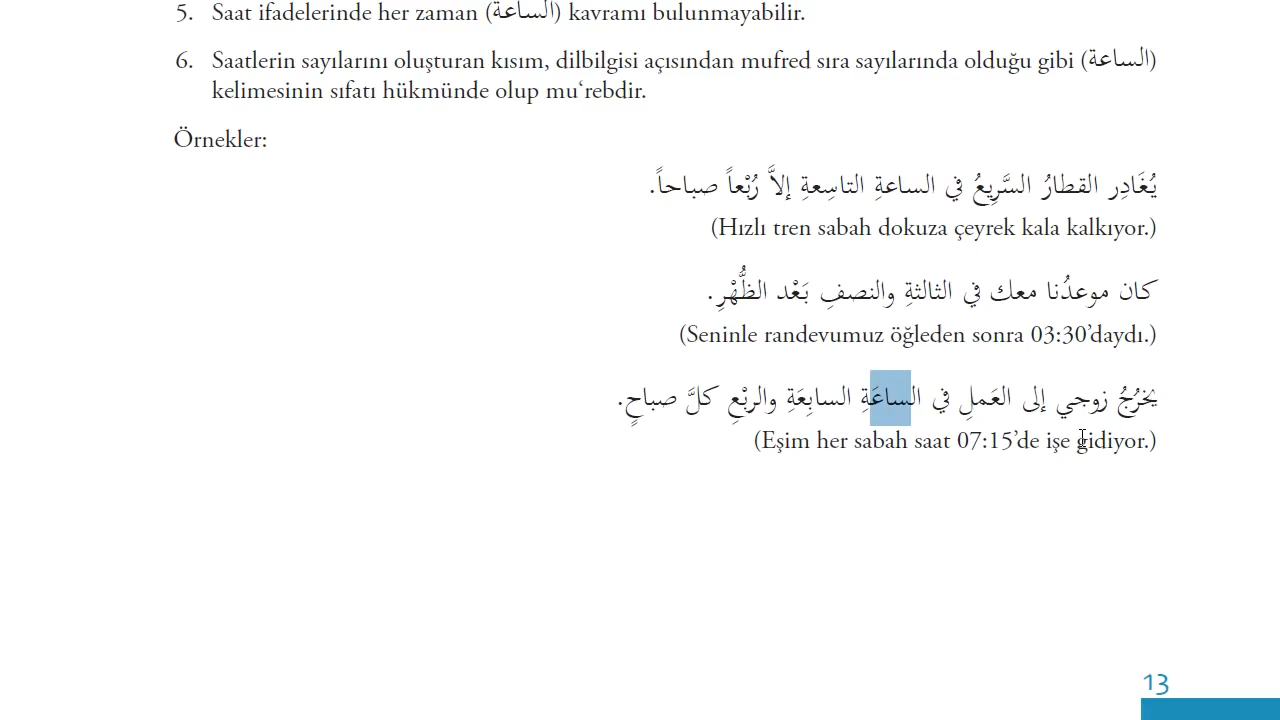 5. Saat ifadelerinde her zaman (الساعة) kavramı bulunmayabilir.
6. Saatlerin sayılarını oluşturan kısım, dilbilgisi açısından mufred sıra sayılarında olduğu gibi (الساعة)
kelimesinin sıfatı hükmünde olup mu‘rebdir.
Örnekler:
يُغَادِر القطارُ السَّرِيعُ في الساعةِ التاسِعةِ إلاَّ رُبْعاً صباحاً.
(Hızlı tren sabah dokuza çeyrek kala kalkıyor.)
كان موعدُنا معك في الثالثةِ والنصفِ بَعْد الظُّهْرِ.
(Seninle randevumuz öğleden sonra 03:30’daydı.)
يخرُجُ زوجي إلى العَملِ في الساعَةِ السابِعَةِ والربْعِ كلَّ صباحٍ.
(Eşim her sabah saat 07:15’de işe gidiyor.)
13